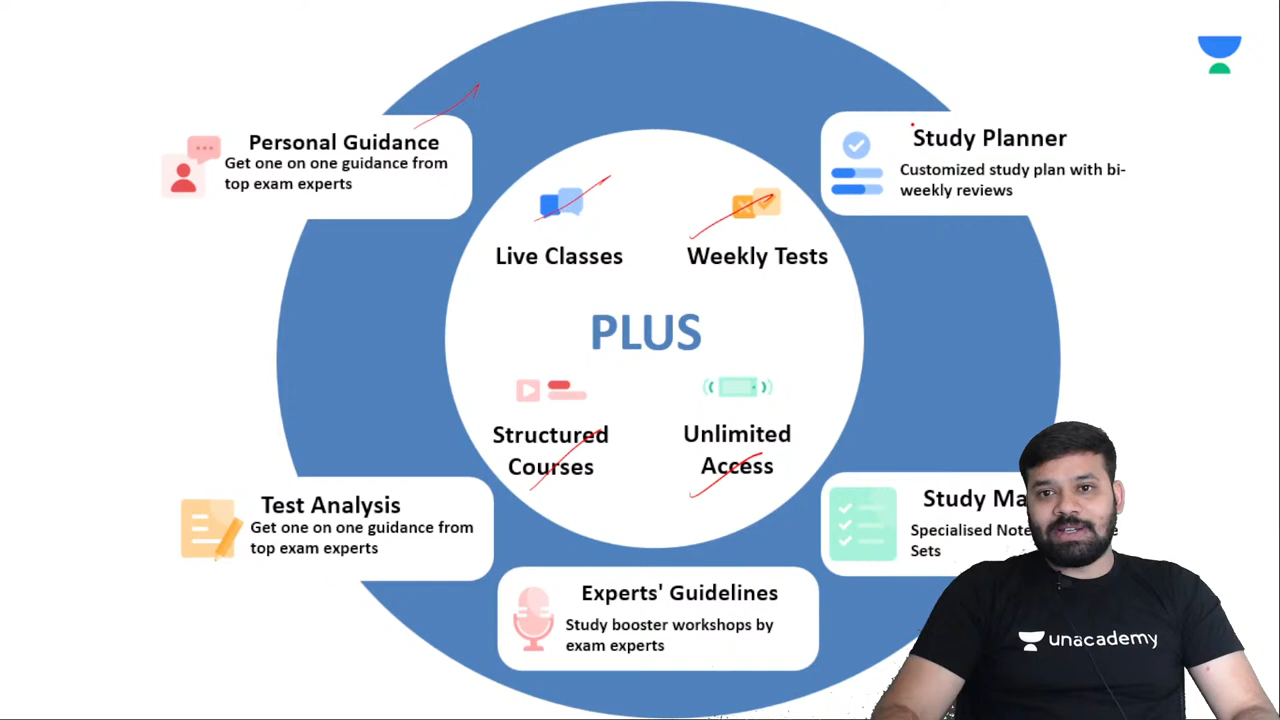 Personal Guidance
Get one on one guidance from
top exam experts
Study Planner
Customized study plan with bi-
weekly reviews
Live Classes
Weekly Tests
PLUS
Structured
Courses
Unlimited
Access
Test Analysis
Get one on one guidance from
top exam experts
Study
Specialised
Sets
Experts' Guidelines
Study booster workshops by
exam experts
unacademy